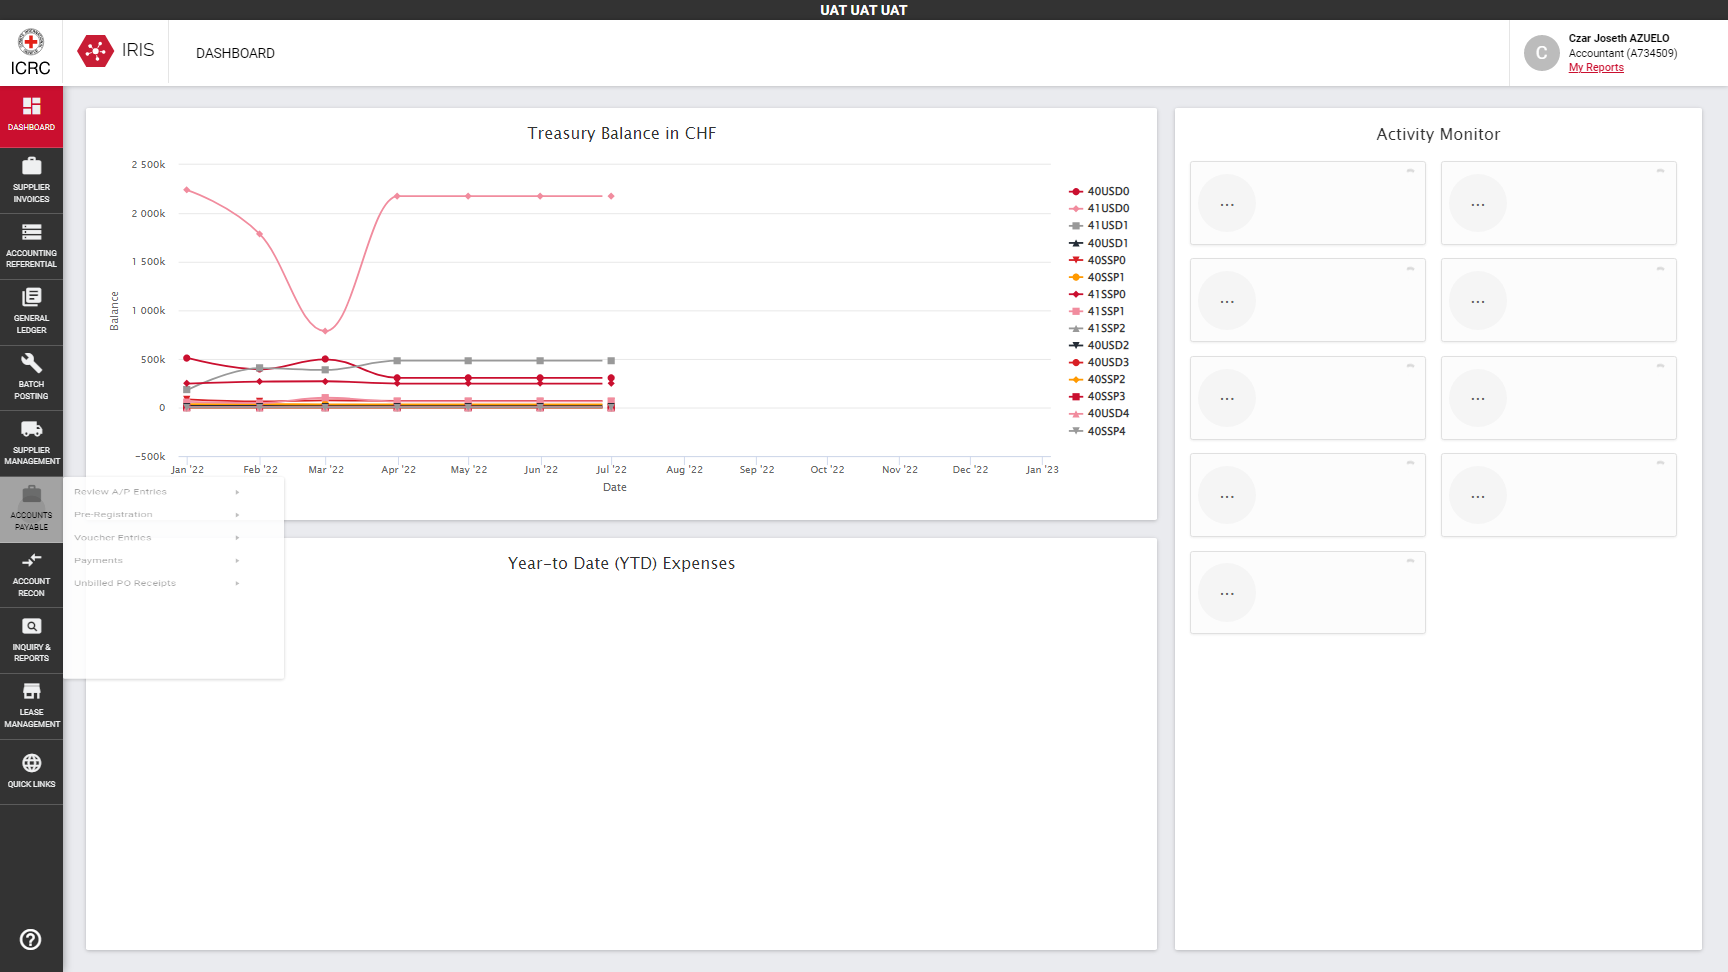 UAT UAT UAT
ICRC
IRIS
DASHBOARD
C
Czar Joseth AZUELO
Accountant (A734509)
My Reports
DASHBOARD
SUPPLIER
INVOICES
ACCOUNTING
REFERENTIAL
GENERAL
LEDGER
BATCH
POSTING
SUPPLIER
MANAGEMENT
ACCOUNTS
PAYABLE
ACCOUNT
RECON
INQUIRY &
REPORTS
LEASE
MANAGEMENT
QUICK LINKS
Review A/P Entries
Pre-Registration
Voucher Entries
Payments
Unbilled PO Receipts
Treasury Balance in CHF
Balance
2 500k
2 000k
1 500k
1 000k
500k
0
−500k
Jan '22
Feb '22
Mar '22
Apr '22
May '22
Jun '22
Jul '22
Aug '22
Sep '22
Oct '22
Nov '22
Dec '22
Jan '23
Date
40USD0
41USD0
41USD1
40USD1
40SSP0
40SSP1
41SSP0
41SSP1
41SSP2
40USD2
40USD3
40SSP2
40SSP3
40USD4
40SSP4
Year-to Date (YTD) Expenses
Activity Monitor
...
...
...
...
...
...
...
...
...